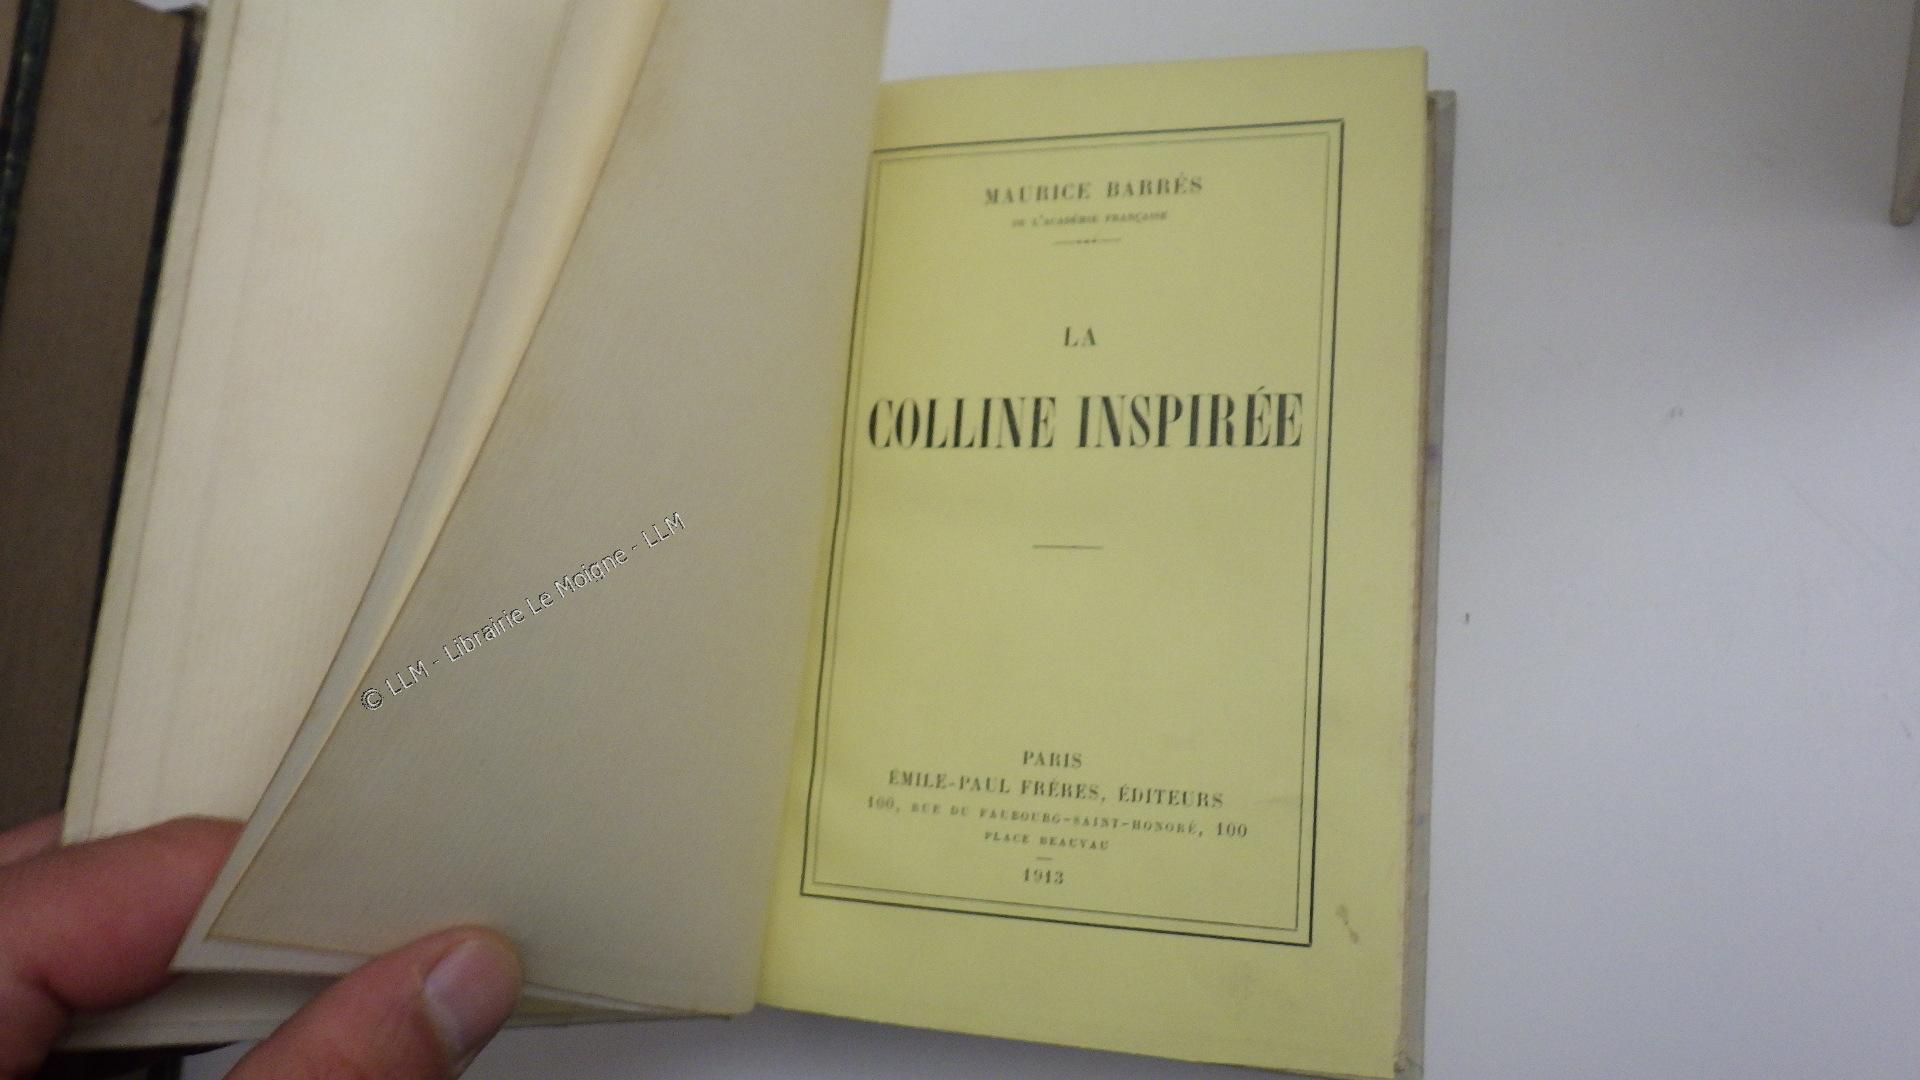 MAURICE BARRÈS
DE L'ACADÉMIE FRANÇAISE
LA
COLLINE INSPIRÉE
PARIS
ÉMILE-PAUL FRÈRES, ÉDITEURS
100, RUE DU FAUBOURG-SAINT-HONORÉ, 100
PLACE BEAUVAU
1913
© LLM - Librairie Le Moigne - LLM